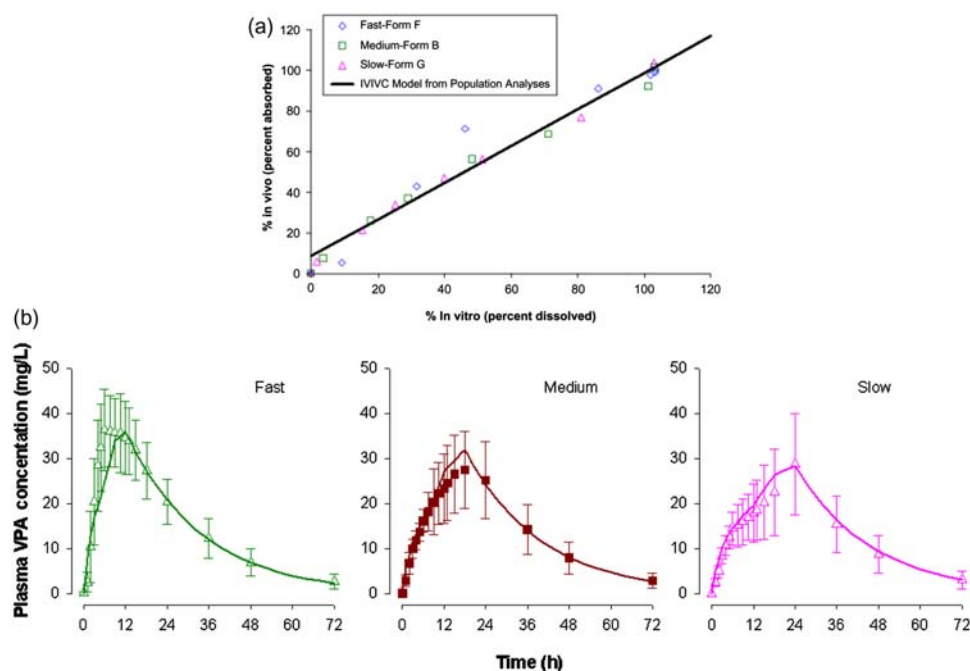 (a)
Fast-Form F
Medium-Form B
Slow-Form G
IVIVC Model from Population Analyses
% in vivo (percent absorbed)
120
100
80
60
40
20
0
0 20 40 60 80 100 120
% In vitro (percent dissolved)
(b)
Plasma VPA concentation (mg/L)
50
40
30
20
10
0
Fast
0 12 24 36 48 60 72
50
40
30
20
10
0
Medium
0 12 24 36 48 60 72
50
40
30
20
10
0
Slow
0 12 24 36 48 60 72
Time (h)